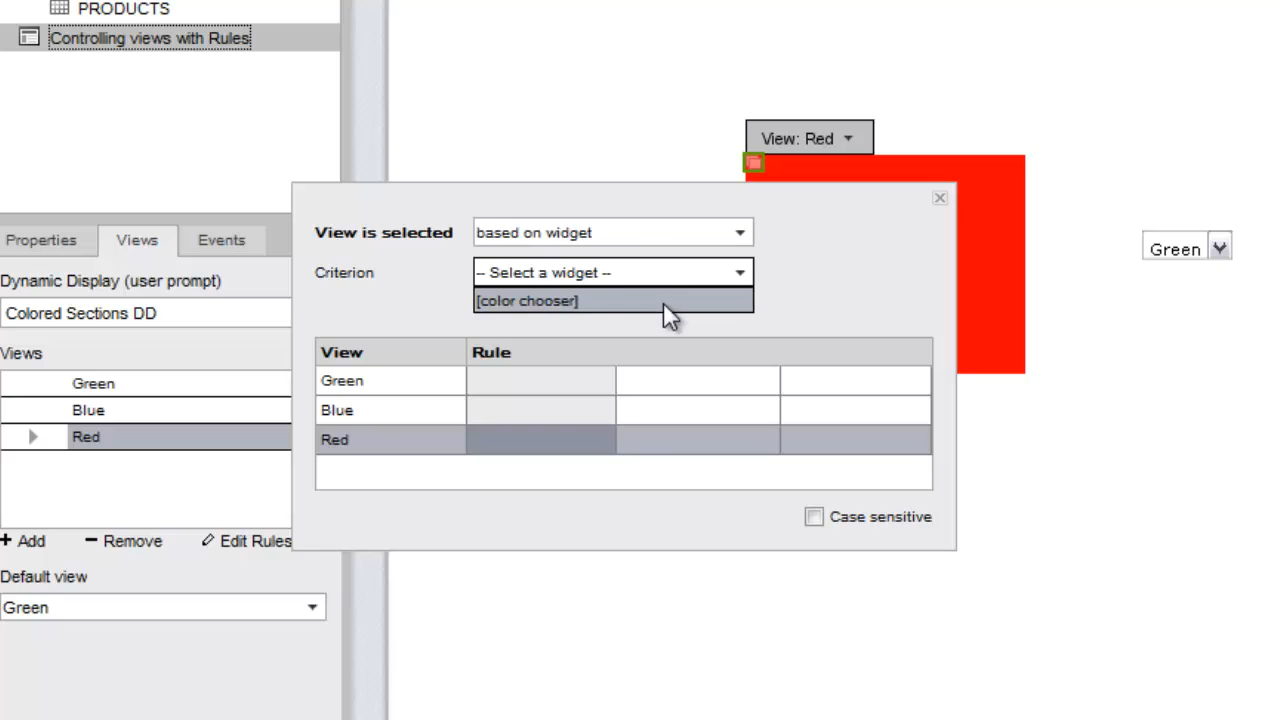 PRODUCTS
Controlling views with Rules
View: Red
View is selected
based on widget
Criterion
-- Select a widget --
[color chooser]
View
Rule
Green
Blue
Red
Case sensitive
Green
Properties
Views
Events
Dynamic Display (user prompt)
Colored Sections DD
Views
Green
Blue
Red
+ Add
Remove
Edit Rules
Default view
Green